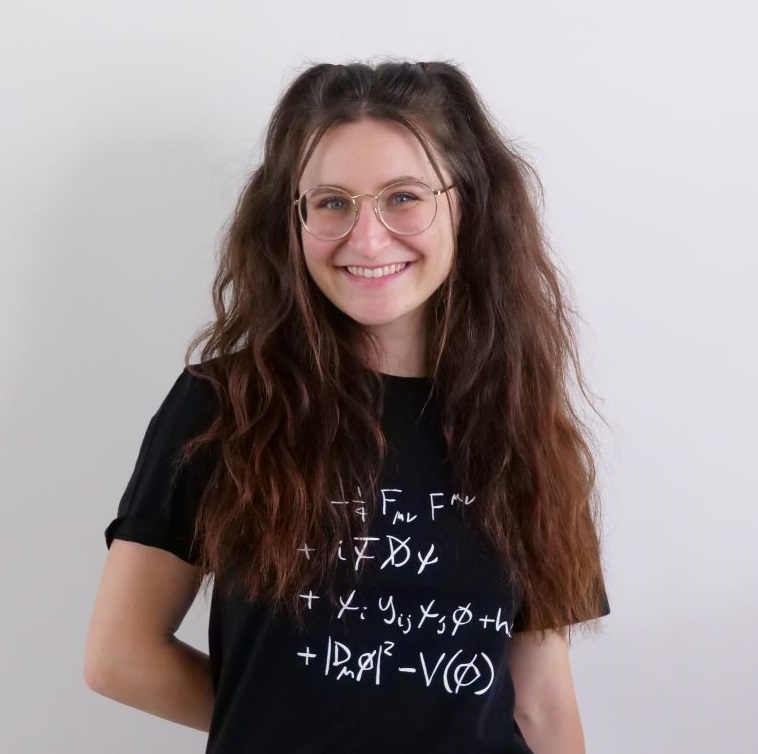 -¼ Fμν Fμν
+ iψ̄D̸ψ
+ ψi yij ψj φ + h.
+ |Dμφ|² - V(φ)